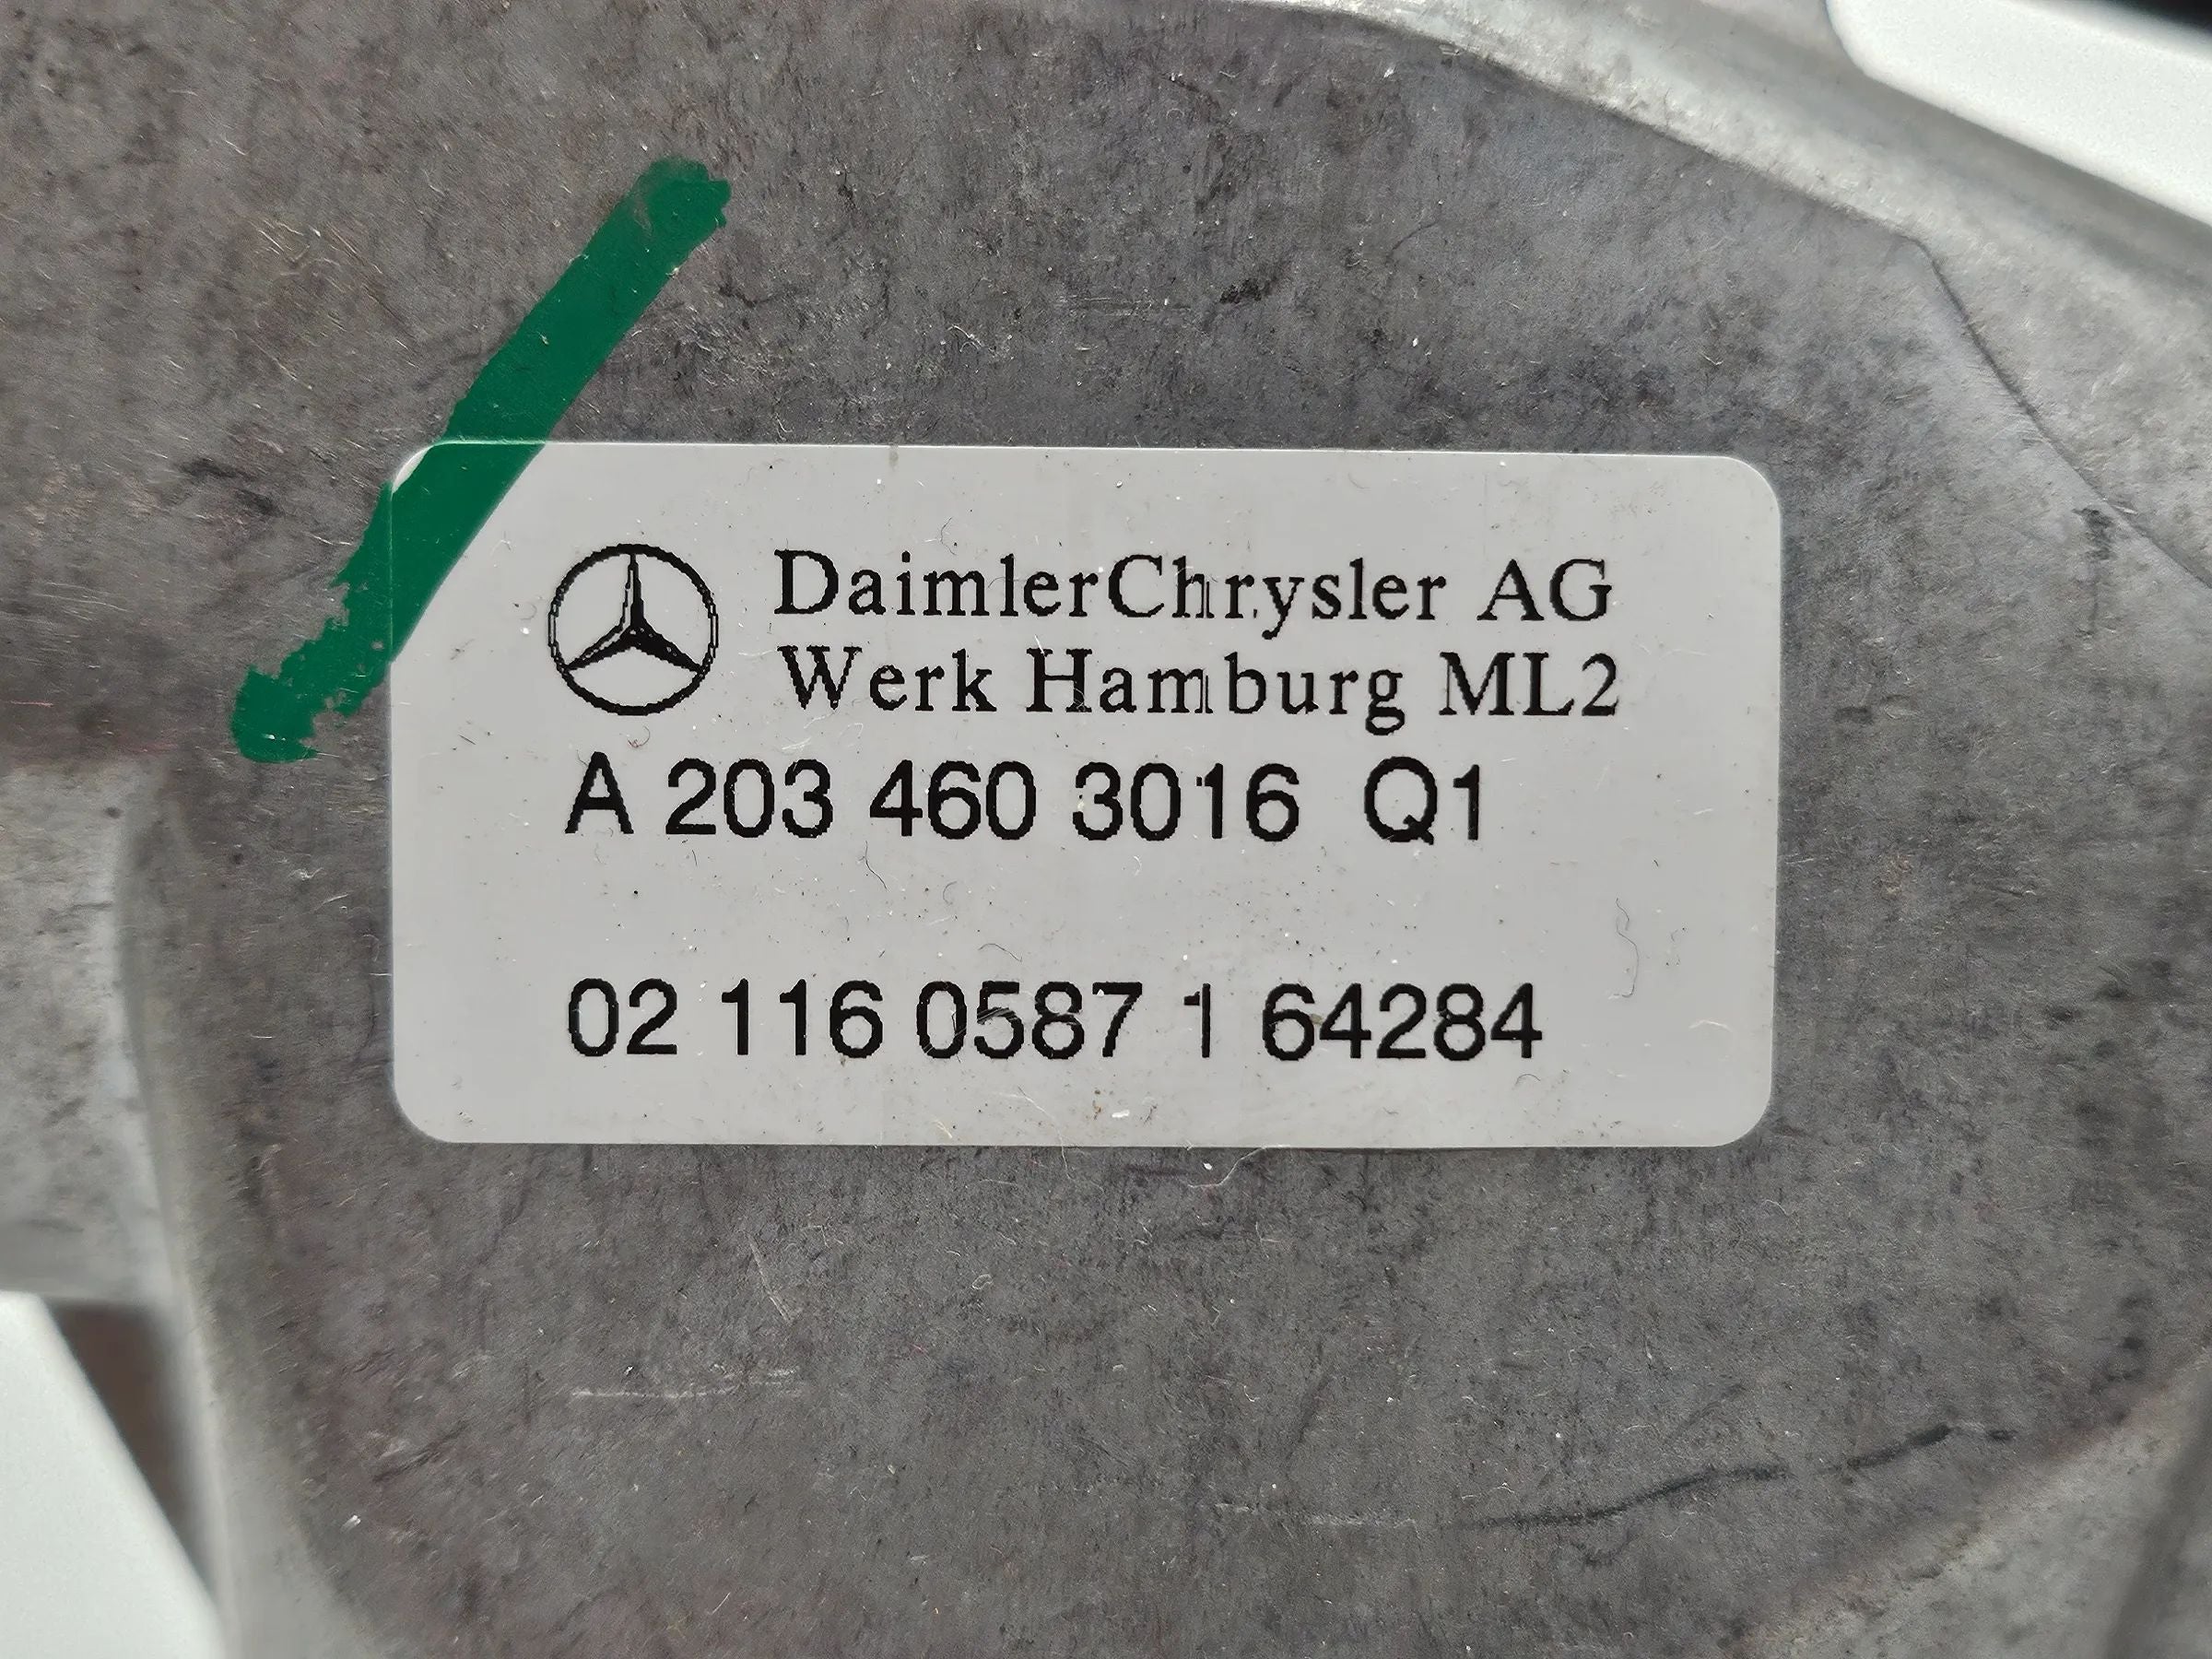 DaimlerChrysler AG
Werk Hamburg ML2
A 203 460 3016 Q1
02 116 0587 1 64284